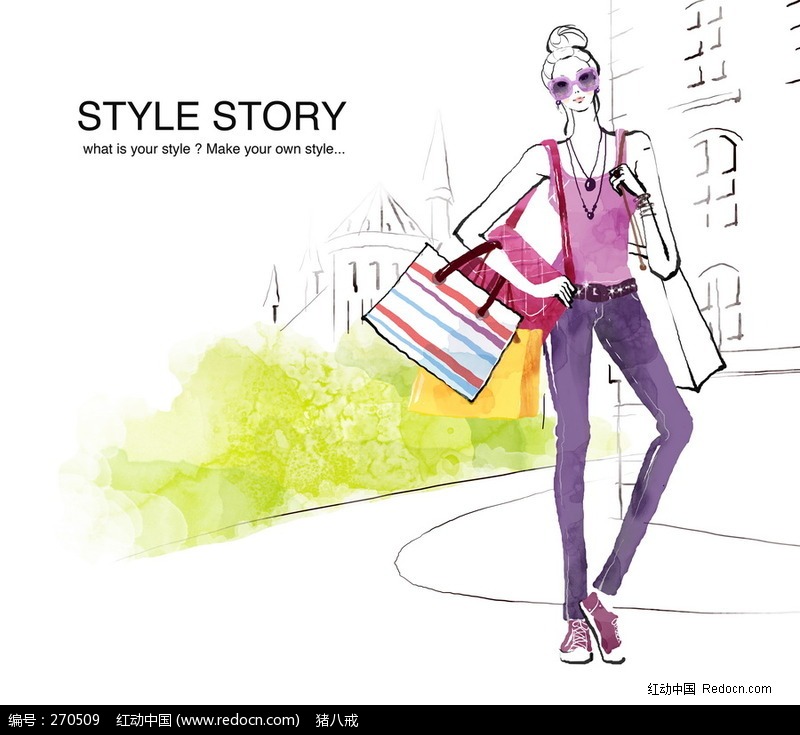 STYLE STORY
what is your style ? Make your own style...
红动中国 Redocn.com
编号：270509 红动中国 (www.redocn.com) 猪八戒